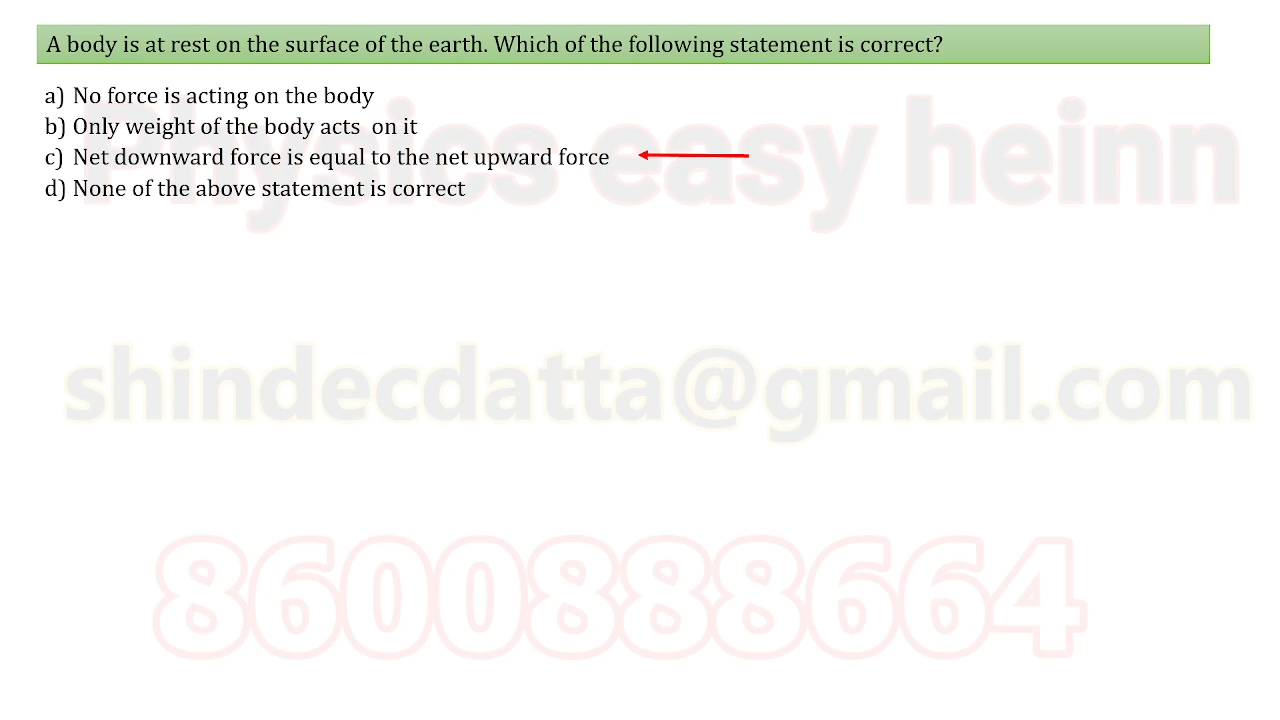 A body is at rest on the surface of the earth. Which of the following statement is correct?
a) No force is acting on the body
b) Only weight of the body acts  on it
c) Net downward force is equal to the net upward force
d) None of the above statement is correct
Physics easy heinn
shindecdatta@gmail.com
8600888664